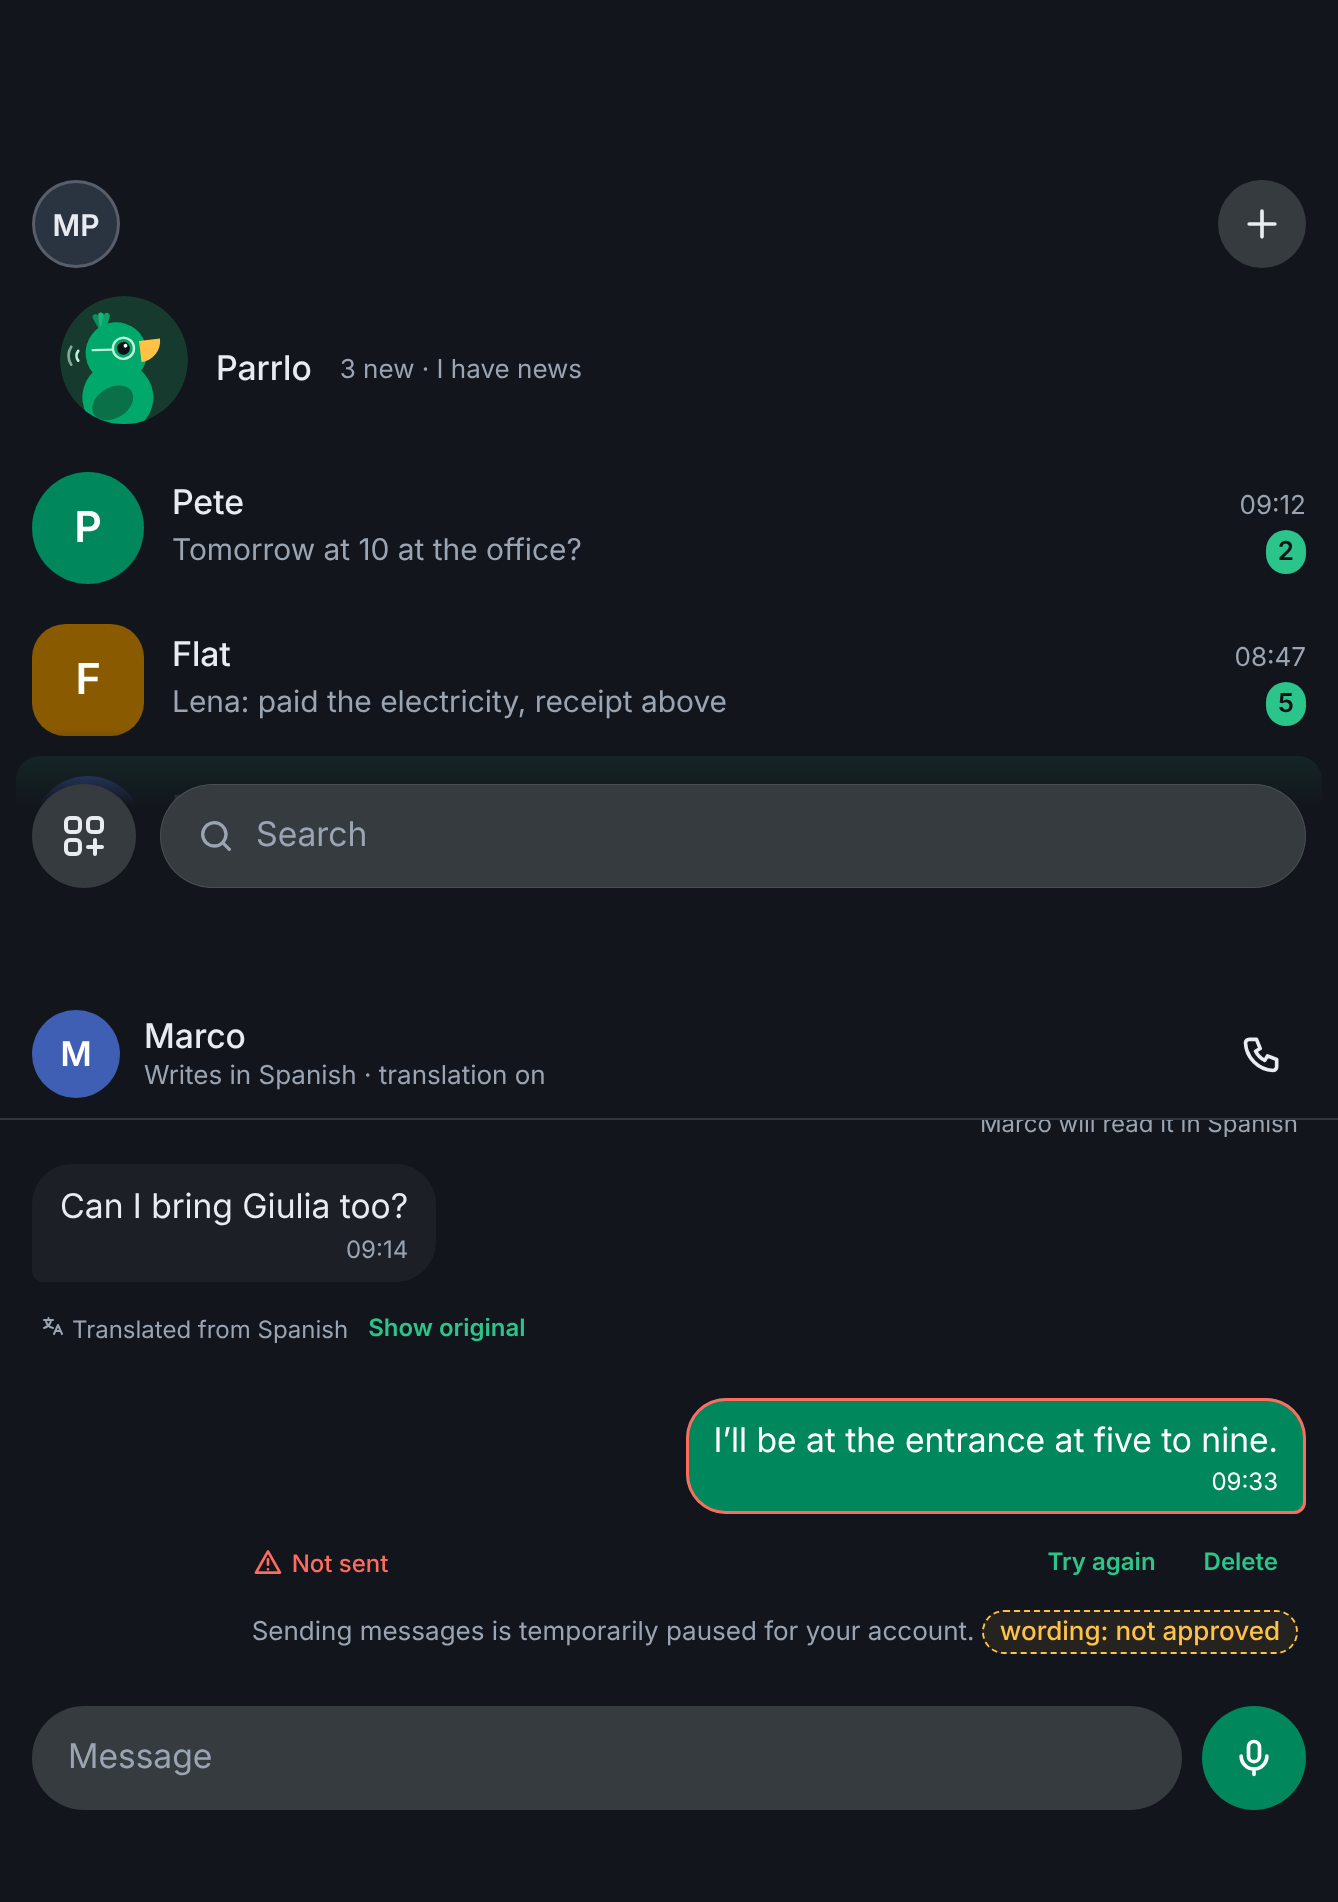 MP
Parrlo 3 new · I have news
P
Pete
09:12
Tomorrow at 10 at the office?
2
F
Flat
08:47
Lena: paid the electricity, receipt above
5
Search
M
Marco
Writes in Spanish · translation on
Marco will read it in Spanish
Can I bring Giulia too?
09:14
Translated from Spanish Show original
I’ll be at the entrance at five to nine.
09:33
Not sent Try again Delete
Sending messages is temporarily paused for your account. wording: not approved
Message